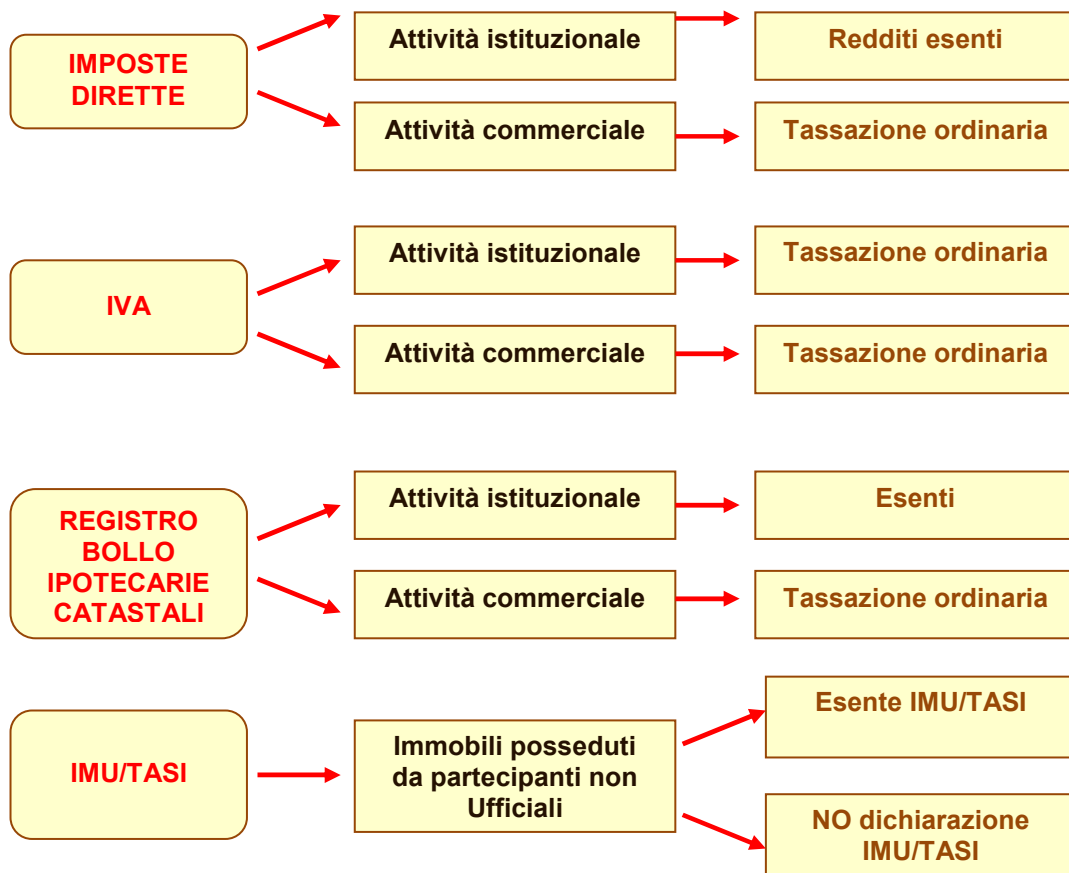 IMPOSTE
DIRETTE
Attività istituzionale
Redditi esenti
Attività commerciale
Tassazione ordinaria
IVA
Attività istituzionale
Tassazione ordinaria
Attività commerciale
Tassazione ordinaria
REGISTRO
BOLLO
IPOTECARIE
CATASTALI
Attività istituzionale
Esenti
Attività commerciale
Tassazione ordinaria
IMU/TASI
Immobili posseduti
da partecipanti non
Ufficiali
Esente IMU/TASI
NO dichiarazione
IMU/TASI